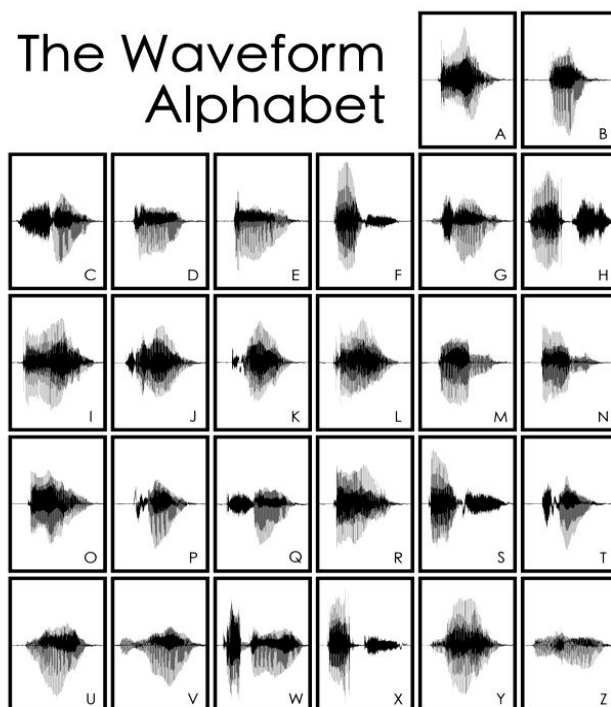 The Waveform
Alphabet
A B
C D E F G H
I J K L M N
O P Q R S T
U V W X Y Z